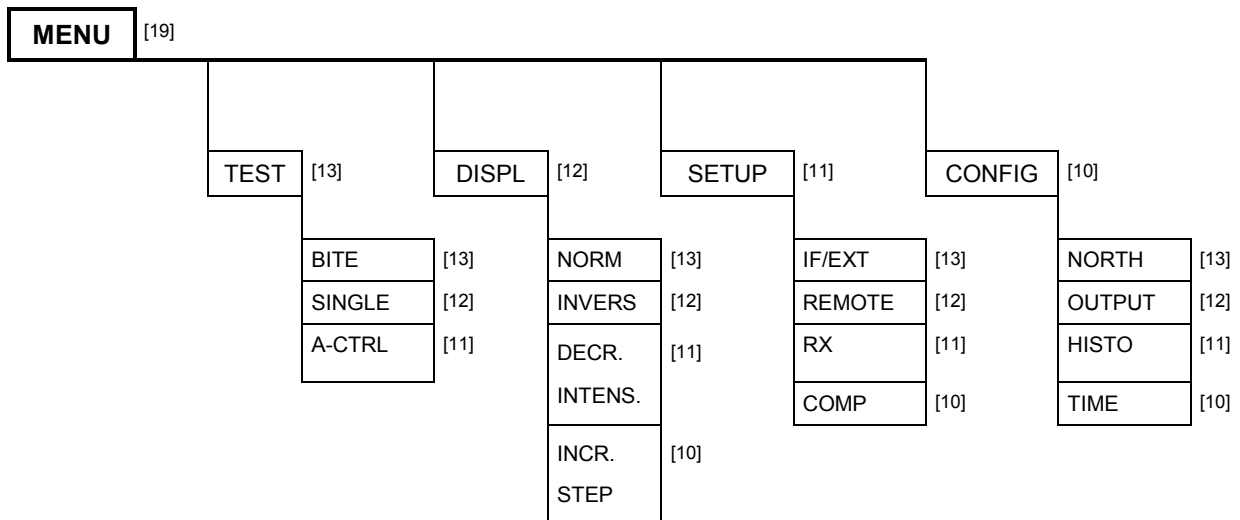 MENU [19]
TEST [13] DISPL [12] SETUP [11] CONFIG [10]
BITE [13] NORM [13] IF/EXT [13] NORTH [13]
SINGLE [12] INVERS [12] REMOTE [12] OUTPUT [12]
A-CTRL [11] DECR. [11] RX [11] HISTO [11]
INTENS. COMP [10] TIME [10]
INCR. [10]
STEP